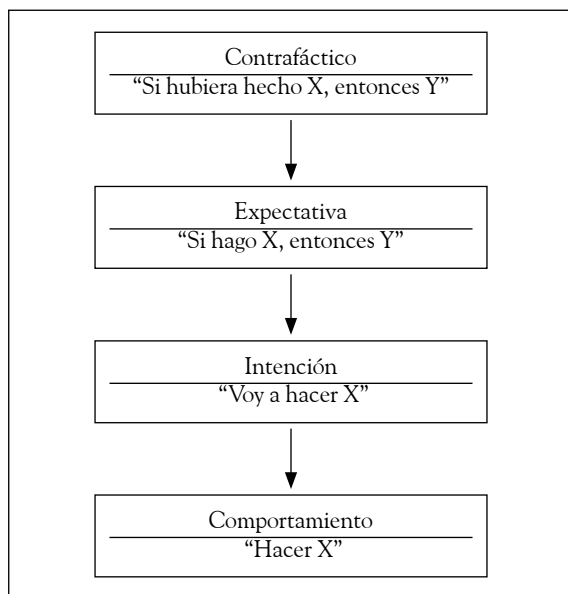 Contrafáctico
“Si hubiera hecho X, entonces Y”
Expectativa
“Si hago X, entonces Y”
Intención
“Voy a hacer X”
Comportamiento
“Hacer X”